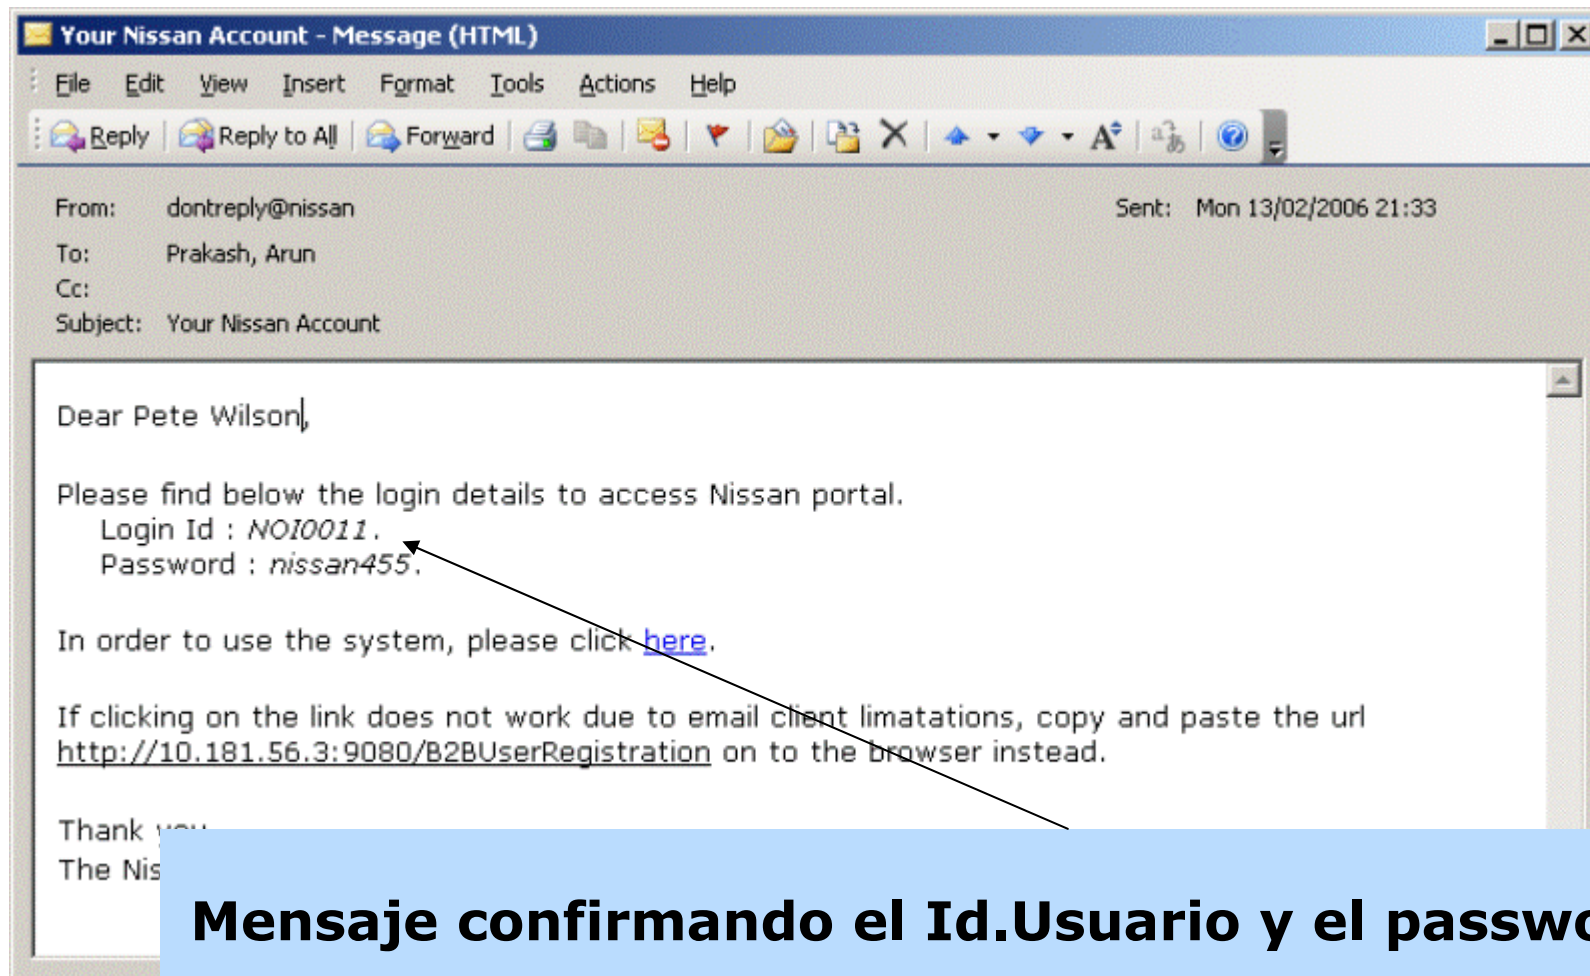 Your Nissan Account - Message (HTML)
File Edit View Insert Format Tools Actions Help
Reply Reply to All Forward
From: dontreply@nissan Sent: Mon 13/02/2006 21:33
To: Prakash, Arun
Cc:
Subject: Your Nissan Account
Dear Pete Wilson,
Please find below the login details to access Nissan portal.
Login Id : NOI0011.
Password : nissan455.
In order to use the system, please click here.
If clicking on the link does not work due to email client limatations, copy and paste the url
http://10.181.56.3:9080/B2BUserRegistration on to the browser instead.
Thank
The
Mensaje confirmando el Id.Usuario y el